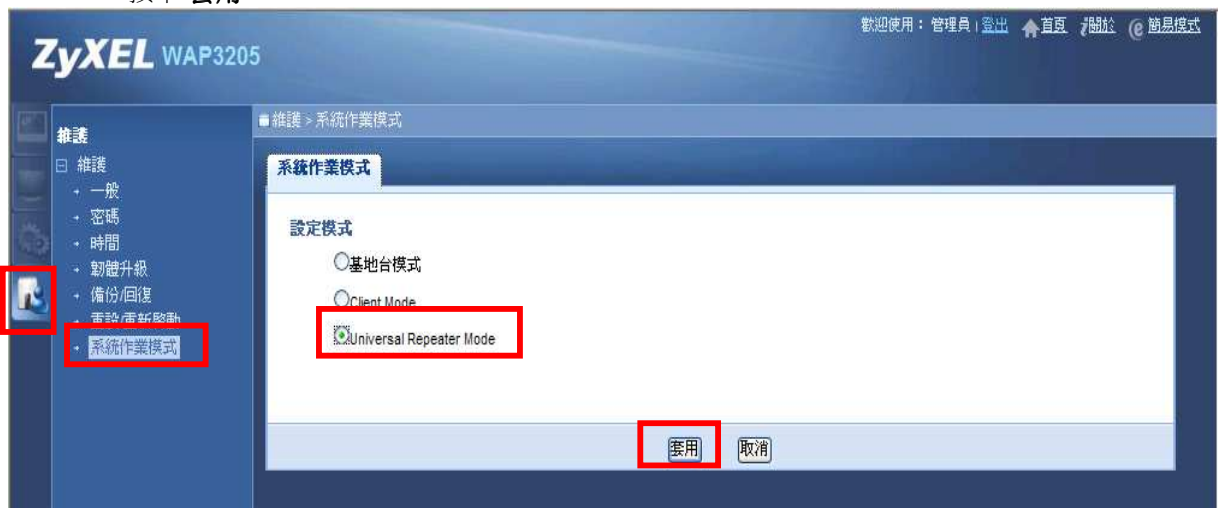 按下 套用
歡迎使用： 管理員 | 登出 首頁 關於 簡易模式
ZyXEL WAP3205
維護 > 系統作業模式
維護
維護
一般
密碼
時間
韌體升級
備份/回復
重設/重新啟動
系統作業模式
系統作業模式
設定模式
基地台模式
Client Mode
Universal Repeater Mode
套用 取消